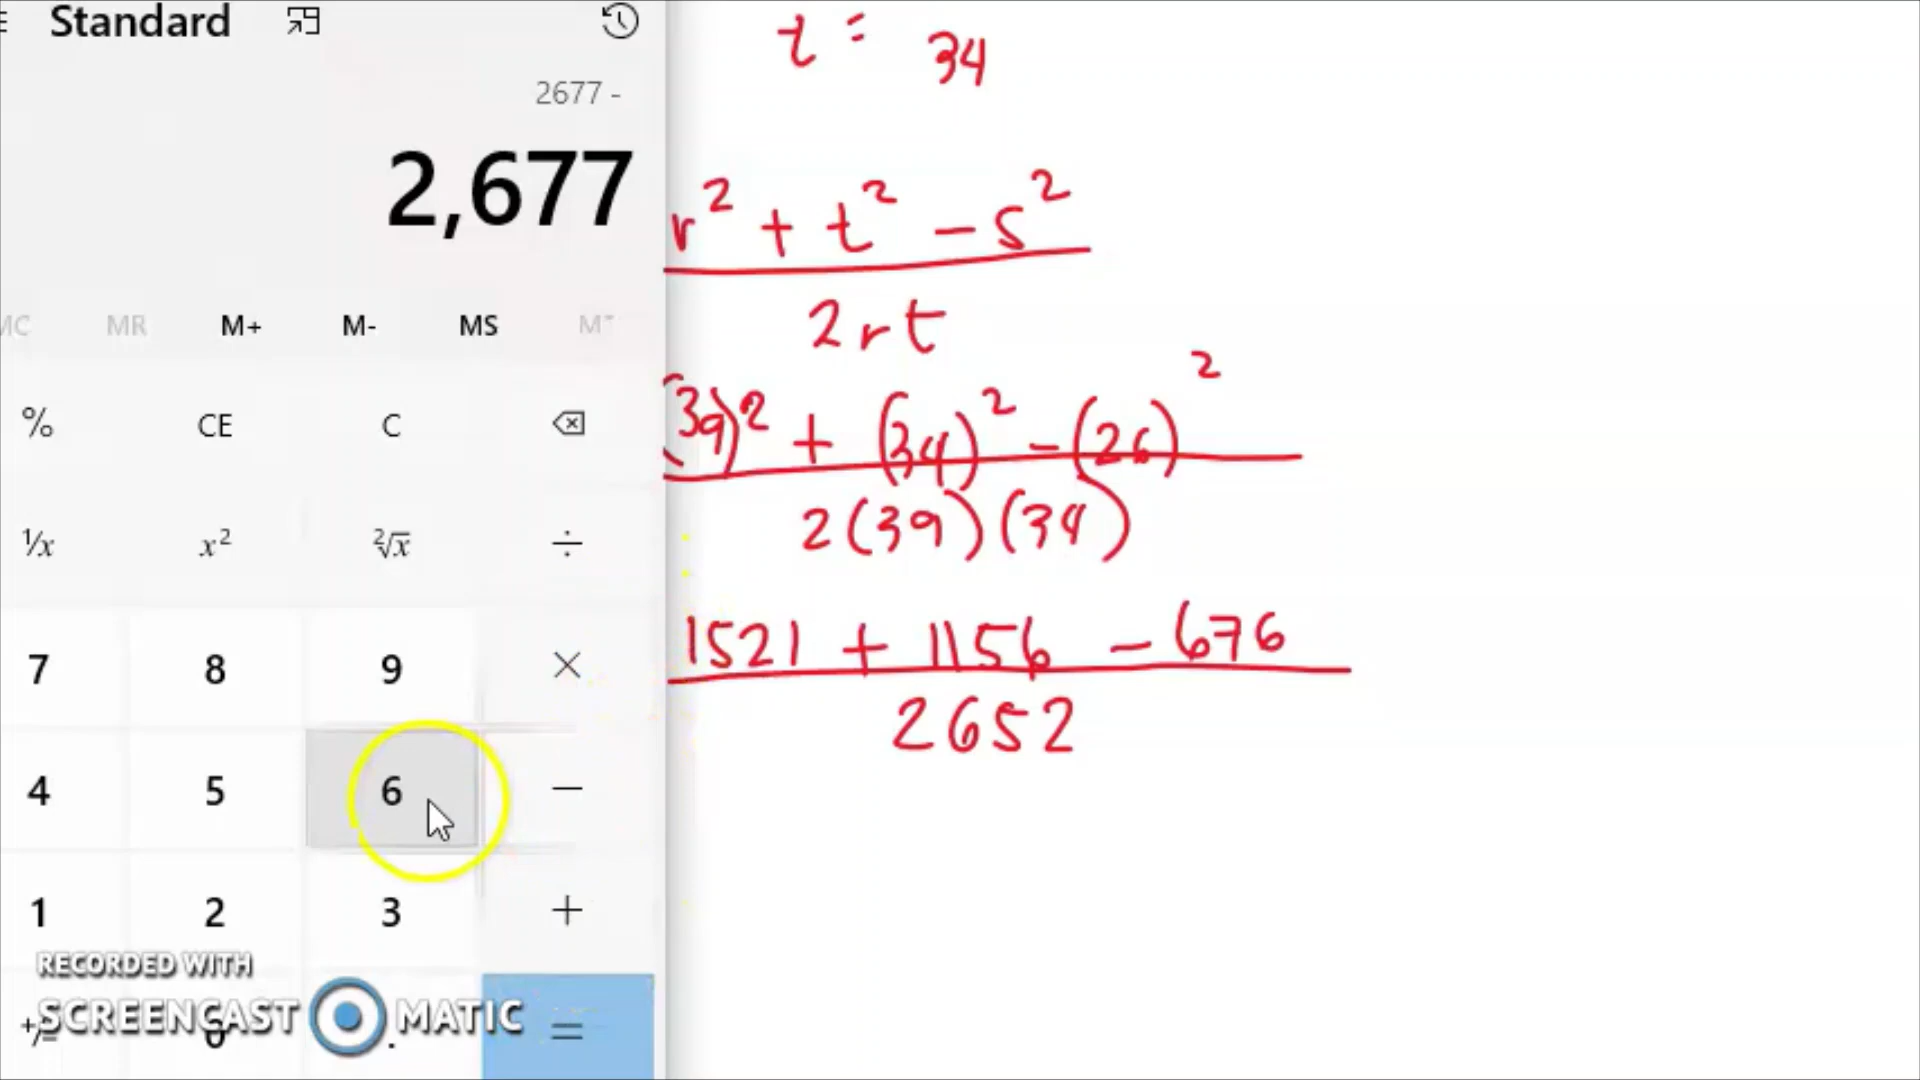 Standard
2677 -
2,677
MC MR M+ M- MS
% CE C
¹/x x² ²√x ÷
7 8 9 ×
4 5 6 −
1 2 3 +
+/− 0 . =
RECORDED WITH
SCREENCAST MATIC
t = 34
r² + t² - s²
2rt
(39)² + (34)² - (26)²
2(39)(34)
1521 + 1156 - 676
2652